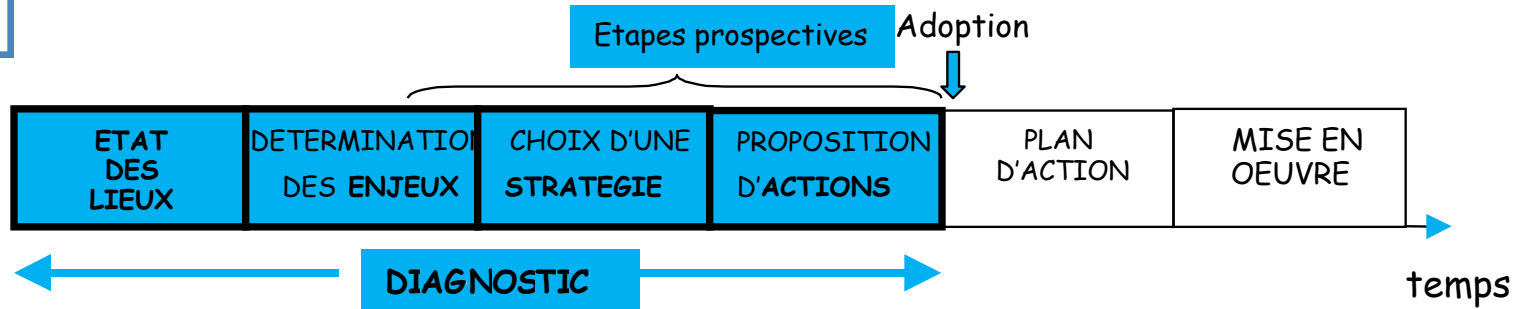 Etapes prospectives
Adoption
ETAT
DES
LIEUX
DETERMINATION
DES ENJEUX
CHOIX D'UNE
STRATEGIE
PROPOSITION
D'ACTIONS
PLAN
D'ACTION
MISE EN
OEUVRE
DIAGNOSTIC
temps